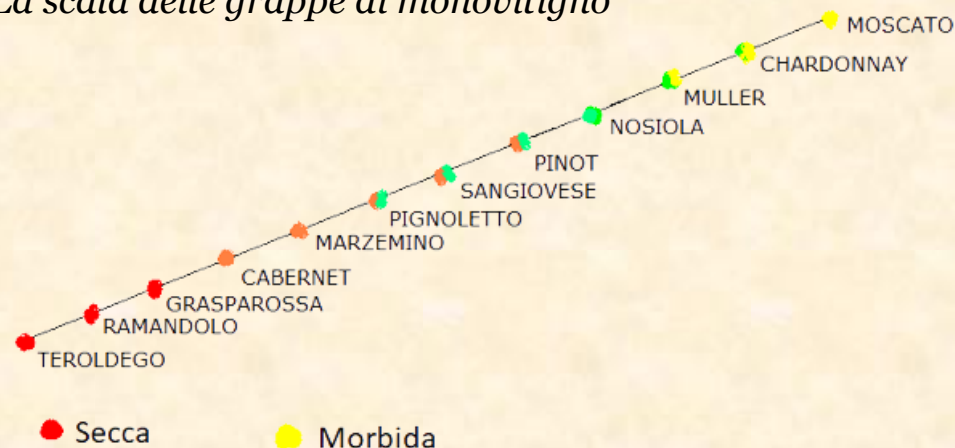 La scala delle grappe di monovitigno
MOSCATO
CHARDONNAY
MULLER
NOSIOLA
PINOT
SANGIOVESE
PIGNOLETTO
MARZEMINO
CABERNET
GRASPAROSSA
RAMANDOLO
TEROLDEGO
Secca
Morbida